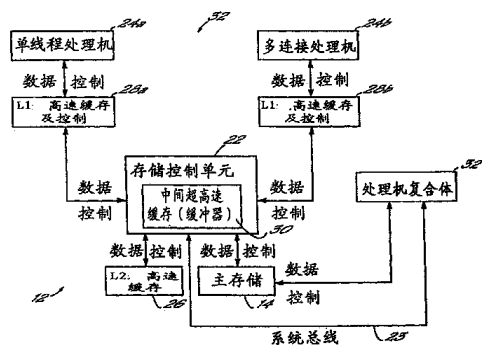 32
24a
单线程处理机
24b
多连接处理机
数据 控制
数据 控制
28a
L1: 高速缓存
及控制
28b
L1: .高速缓存
及控制
22
数据
控制
存储控制单元
中间超高速
缓存(缓冲器)
30
数据
控制
32
处理机复合体
数据 控制
数据 控制
L2: 高速
缓存
26
主存储
14
数据
控制
12
系统总线
25